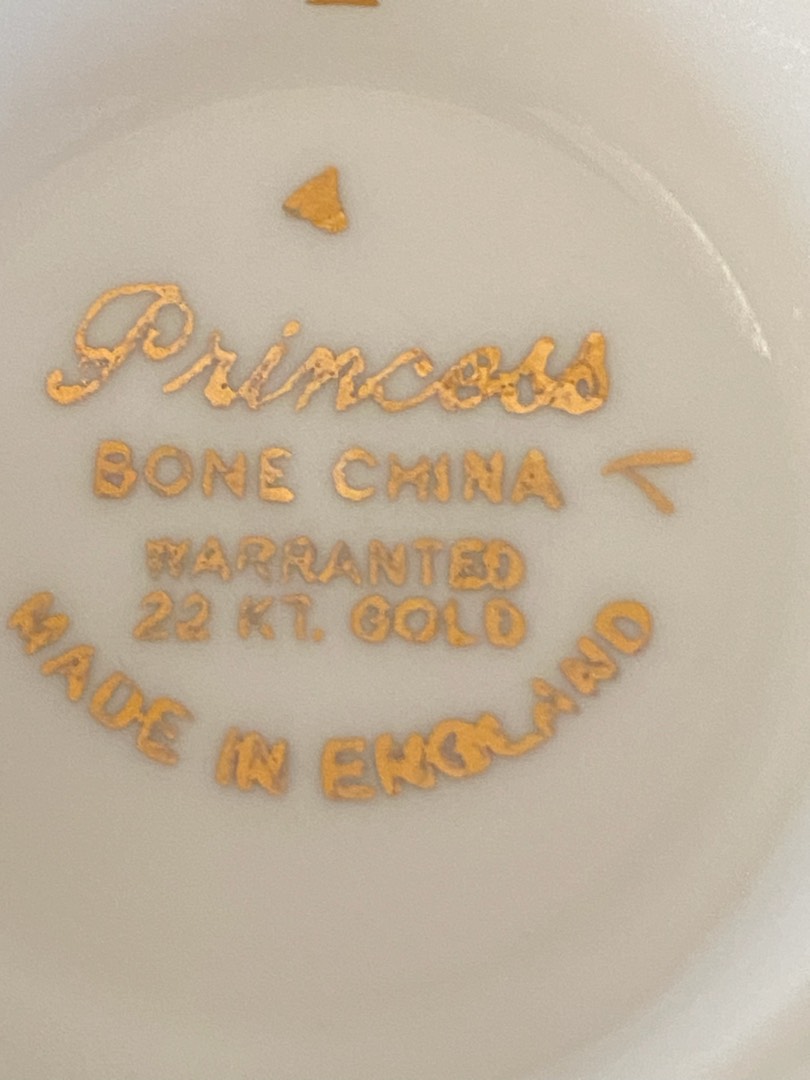 Princess
BONE CHINA
WARRANTED
22 KT. GOLD
MADE IN ENGLAND